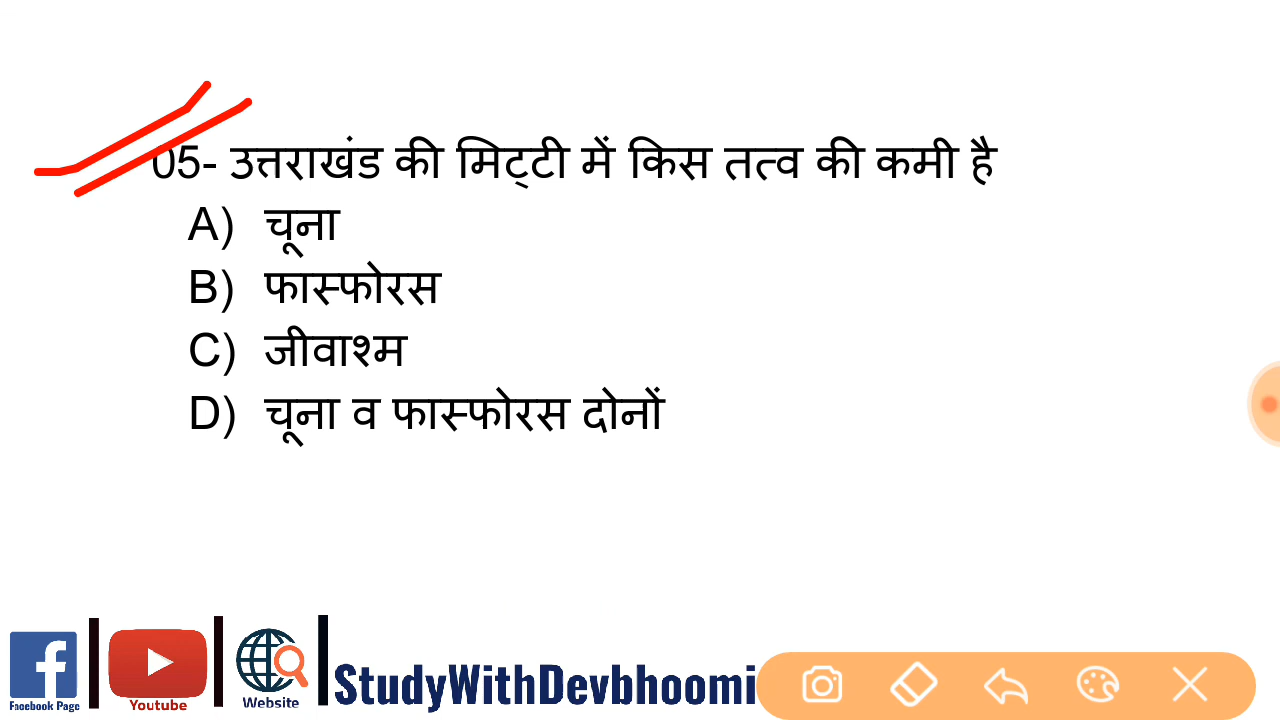 05- उत्तराखंड की मिट्टी में किस तत्व की कमी है
A) चूना
B) फास्फोरस
C) जीवाश्म
D) चूना व फास्फोरस दोनों
Facebook Page
Youtube
Website
StudyWithDevbhoomi